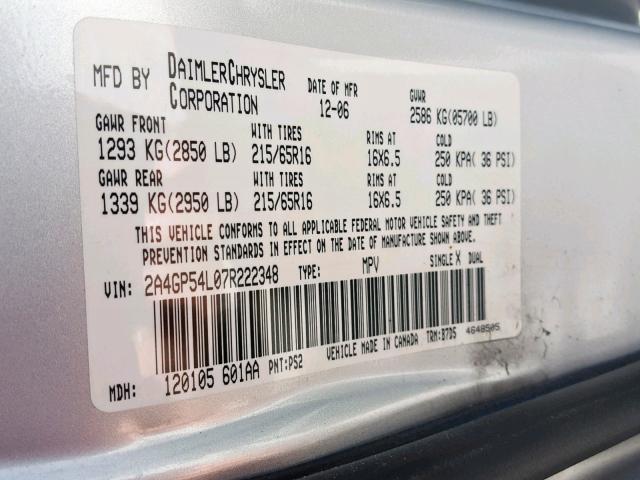 MFD BY DAIMLERCHRYSLER CORPORATION DATE OF MFR 12-06 GVWR 2586 KG(05700 LB)
GAWR FRONT WITH TIRES RIMS AT COLD
1293 KG(2850 LB) 215/65R16 16X6.5 250 KPA( 36 PSI)
GAWR REAR WITH TIRES RIMS AT COLD
1339 KG(2950 LB) 215/65R16 16X6.5 250 KPA( 36 PSI)
THIS VEHICLE CONFORMS TO ALL APPLICABLE FEDERAL MOTOR VEHICLE SAFETY AND THEFT
PREVENTION STANDARDS IN EFFECT ON THE DATE OF MANUFACTURE SHOWN ABOVE.
VIN: 2A4GP54L07R222348 TYPE: MPV SINGLE X DUAL
MDH: 120105 601AA PNT:PS2 VEHICLE MADE IN CANADA TRM:B7D5 4648505